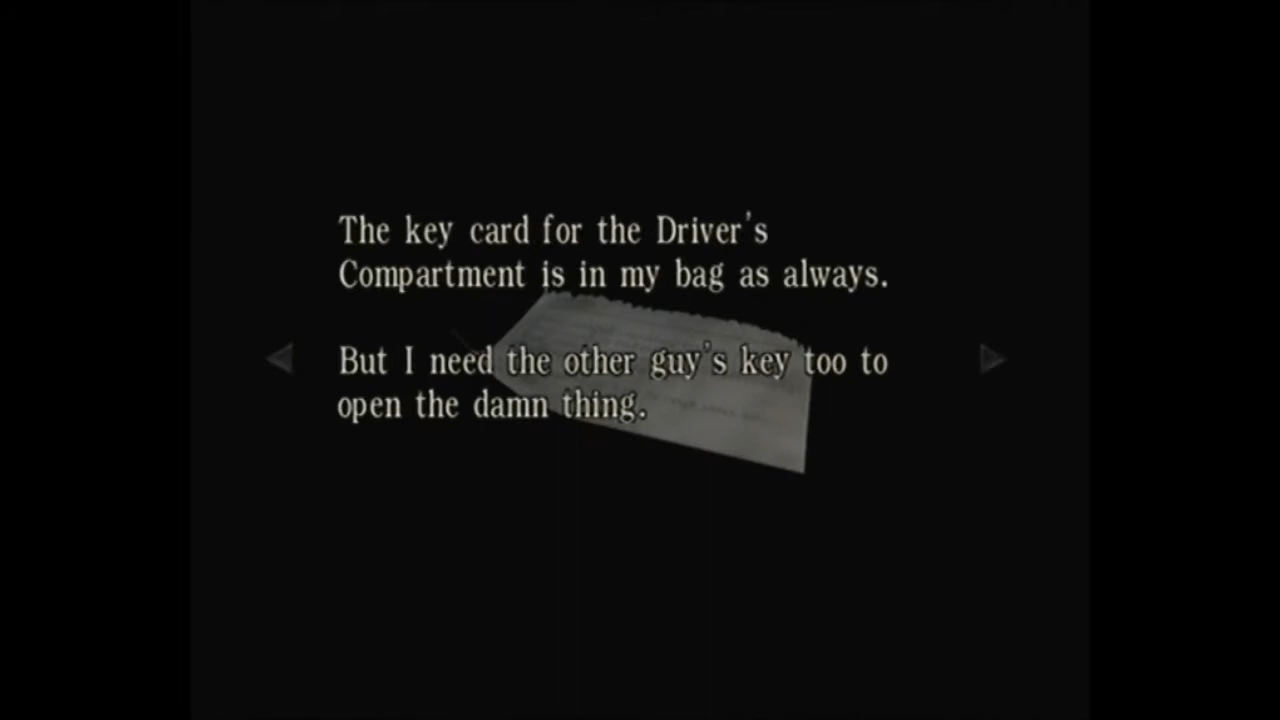 The key card for the Driver's
Compartment is in my bag as always.
But I need the other guy's key too to
open the damn thing.